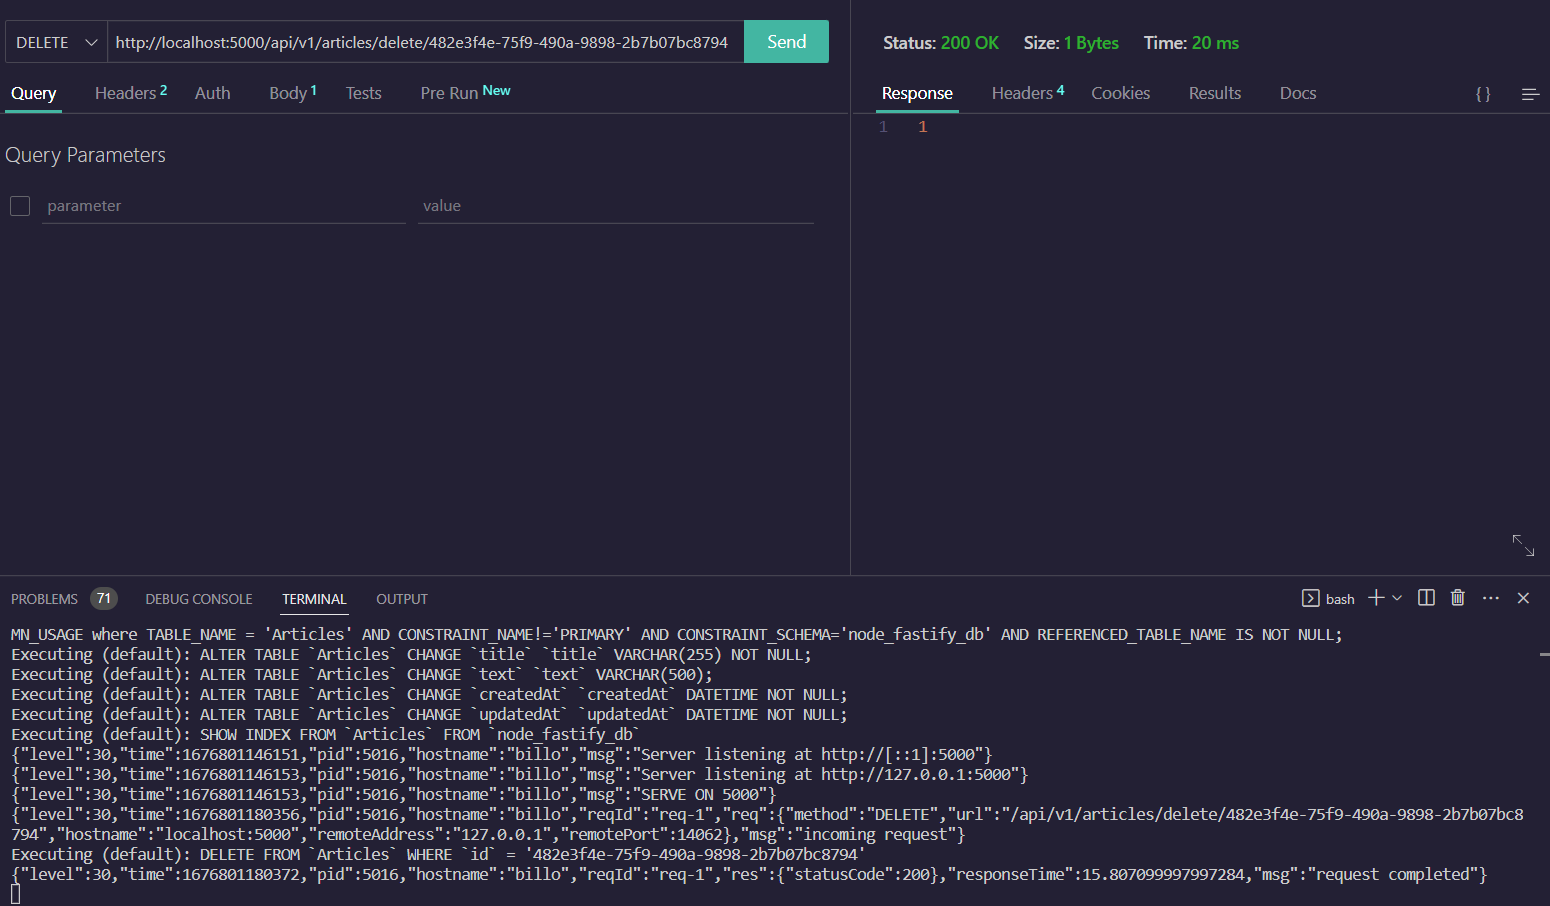 DELETE http://localhost:5000/api/v1/articles/delete/482e3f4e-75f9-490a-9898-2b7b07bc8794 Send
Query Headers 2 Auth Body 1 Tests Pre Run New
Query Parameters
parameter value
Status: 200 OK Size: 1 Bytes Time: 20 ms
Response Headers 4 Cookies Results Docs {}
1 1
PROBLEMS 71 DEBUG CONSOLE TERMINAL OUTPUT bash
MN_USAGE where TABLE_NAME = 'Articles' AND CONSTRAINT_NAME!='PRIMARY' AND CONSTRAINT_SCHEMA='node_fastify_db' AND REFERENCED_TABLE_NAME IS NOT NULL;
Executing (default): ALTER TABLE `Articles` CHANGE `title` `title` VARCHAR(255) NOT NULL;
Executing (default): ALTER TABLE `Articles` CHANGE `text` `text` VARCHAR(500);
Executing (default): ALTER TABLE `Articles` CHANGE `createdAt` `createdAt` DATETIME NOT NULL;
Executing (default): ALTER TABLE `Articles` CHANGE `updatedAt` `updatedAt` DATETIME NOT NULL;
Executing (default): SHOW INDEX FROM `Articles` FROM `node_fastify_db`
{"level":30,"time":1676801146151,"pid":5016,"hostname":"billo","msg":"Server listening at http://[::1]:5000"}
{"level":30,"time":1676801146153,"pid":5016,"hostname":"billo","msg":"Server listening at http://127.0.0.1:5000"}
{"level":30,"time":1676801146153,"pid":5016,"hostname":"billo","msg":"SERVE ON 5000"}
{"level":30,"time":1676801180356,"pid":5016,"hostname":"billo","reqId":"req-1","req":{"method":"DELETE","url":"/api/v1/articles/delete/482e3f4e-75f9-490a-9898-2b7b07bc8
794","hostname":"localhost:5000","remoteAddress":"127.0.0.1","remotePort":14062},"msg":"incoming request"}
Executing (default): DELETE FROM `Articles` WHERE `id` = '482e3f4e-75f9-490a-9898-2b7b07bc8794'
{"level":30,"time":1676801180372,"pid":5016,"hostname":"billo","reqId":"req-1","res":{"statusCode":200},"responseTime":15.807099997997284,"msg":"request completed"}